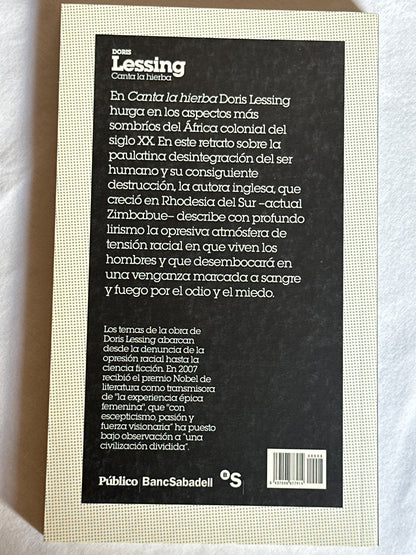 DORIS
Lessing
Canta la hierba
En Canta la hierba Doris Lessing
hurga en los aspectos más
sombríos del África colonial del
siglo XX. En este retrato sobre la
paulatina desintegración del ser
humano y su consiguiente
destrucción, la autora inglesa, que
creció en Rhodesia del Sur –actual
Zimbabue– describe con profundo
lirismo la opresiva atmósfera de
tensión racial en que viven los
hombres y que desembocará en
una venganza marcada a sangre
y fuego por el odio y el miedo.
Los temas de la obra de
Doris Lessing abarcan
desde la denuncia de la
opresión racial hasta la
ciencia ficción. En 2007
recibió el premio Nobel de
literatura como transmisora
de "la experiencia épica
femenina", que "con
escepticismo, pasión y
fuerza visionaria" ha puesto
bajo observación a "una
civilización dividida".
Público BancSabadell
S